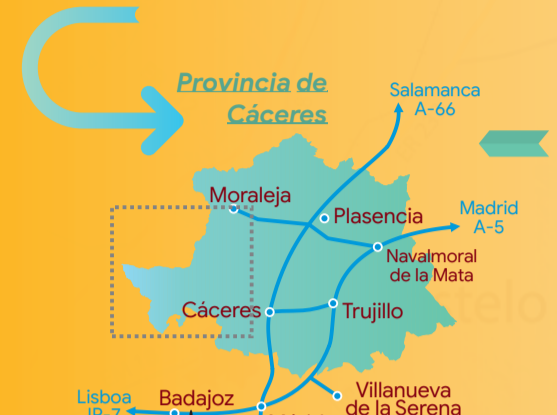 Provincia de
Cáceres
Salamanca
A-66
Moraleja
Plasencia
Madrid
A-5
Navalmoral
de la Mata
Cáceres
Trujillo
Lisboa
Badajoz
Villanueva
de la Serena